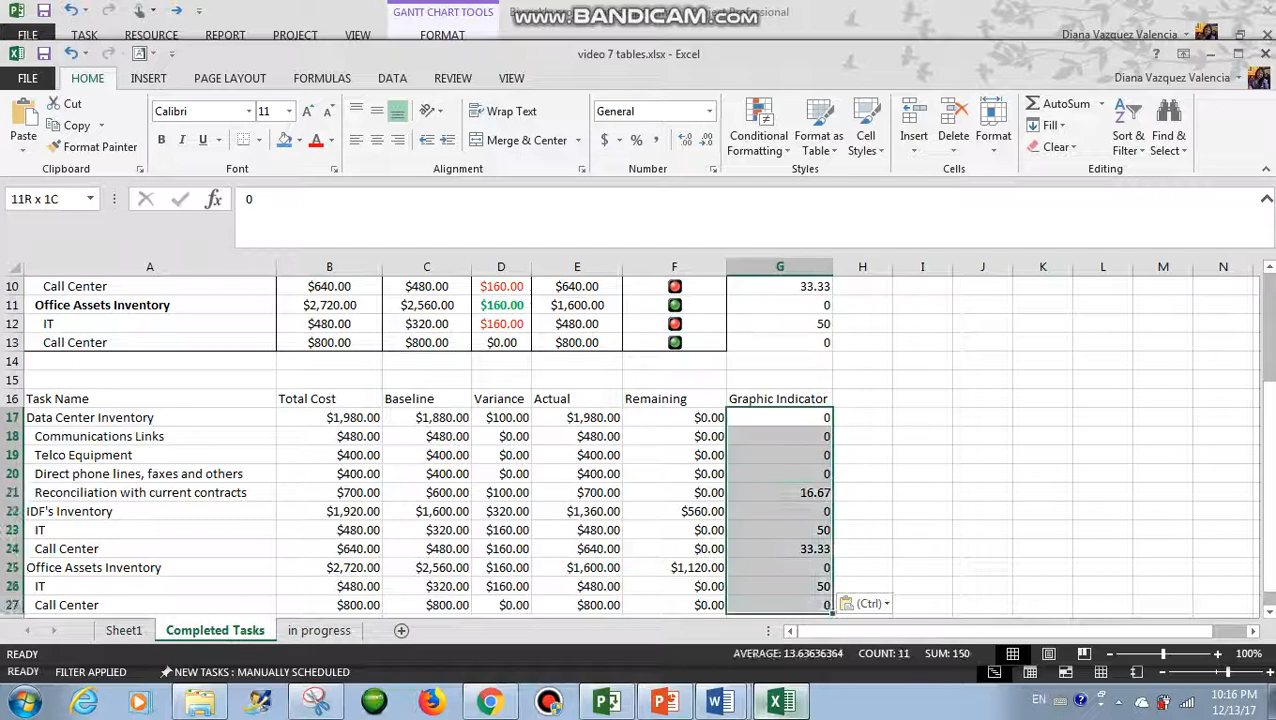 GANTT CHART TOOLS
www.BANDICAM.com
Professional
FILE TASK RESOURCE REPORT PROJECT VIEW FORMAT Diana Vazquez Valencia
video 7 tables.xlsx - Excel
FILE HOME INSERT PAGE LAYOUT FORMULAS DATA REVIEW VIEW Diana Vazquez Valencia
Paste Cut Copy Format Painter Clipboard
Calibri 11 B I U A Font
Wrap Text Merge & Center Alignment
General $ % , Number
Conditional Formatting Format as Table Cell Styles Styles
Insert Delete Format Cells
AutoSum Fill Clear Sort & Filter Find & Select Editing
11R x 1C fx 0
A B C D E F G H I J K L M N
10 Call Center $640.00 $480.00 $160.00 $640.00 33.33
11 Office Assets Inventory $2,720.00 $2,560.00 $160.00 $1,600.00 0
12 IT $480.00 $320.00 $160.00 $480.00 50
13 Call Center $800.00 $800.00 $0.00 $800.00 0
14
15
16 Task Name Total Cost Baseline Variance Actual Remaining Graphic Indicator
17 Data Center Inventory $1,980.00 $1,880.00 $100.00 $1,980.00 $0.00 0
18 Communications Links $480.00 $480.00 $0.00 $480.00 $0.00 0
19 Telco Equipment $400.00 $400.00 $0.00 $400.00 $0.00 0
20 Direct phone lines, faxes and others $400.00 $400.00 $0.00 $400.00 $0.00 0
21 Reconciliation with current contracts $700.00 $600.00 $100.00 $700.00 $0.00 16.67
22 IDF's Inventory $1,920.00 $1,600.00 $320.00 $1,360.00 $560.00 0
23 IT $480.00 $320.00 $160.00 $480.00 $0.00 50
24 Call Center $640.00 $480.00 $160.00 $640.00 $0.00 33.33
25 Office Assets Inventory $2,720.00 $2,560.00 $160.00 $1,600.00 $1,120.00 0
26 IT $480.00 $320.00 $160.00 $480.00 $0.00 50
27 Call Center $800.00 $800.00 $0.00 $800.00 $0.00 0 (Ctrl)
Sheet1 Completed Tasks in progress
READY AVERAGE: 13.63636364 COUNT: 11 SUM: 150 100%
READY FILTER APPLIED NEW TASKS : MANUALLY SCHEDULED
EN 10:16 PM
12/13/17